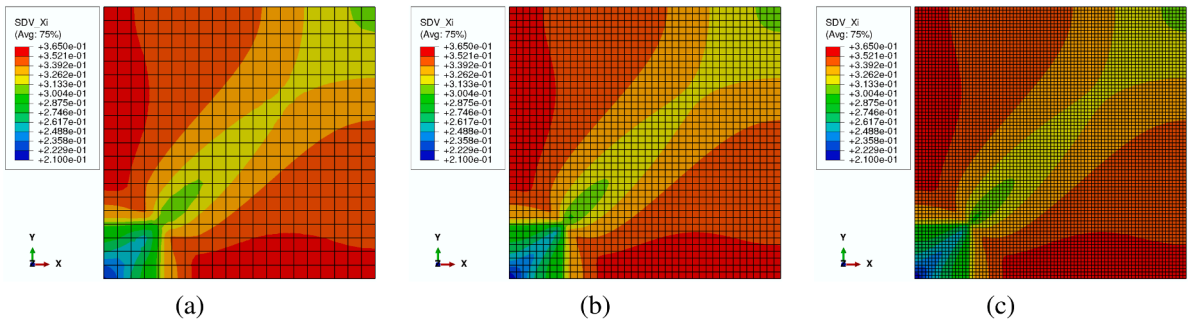 SDV_Xi
(Avg: 75%)
+3.650e-01
+3.521e-01
+3.392e-01
+3.262e-01
+3.133e-01
+3.004e-01
+2.875e-01
+2.746e-01
+2.617e-01
+2.488e-01
+2.358e-01
+2.229e-01
+2.100e-01
Y
Z X
(a)
SDV_Xi
(Avg: 75%)
+3.650e-01
+3.521e-01
+3.392e-01
+3.262e-01
+3.133e-01
+3.004e-01
+2.875e-01
+2.746e-01
+2.617e-01
+2.488e-01
+2.358e-01
+2.229e-01
+2.100e-01
Y
Z X
(b)
SDV_Xi
(Avg: 75%)
+3.650e-01
+3.521e-01
+3.392e-01
+3.262e-01
+3.133e-01
+3.004e-01
+2.875e-01
+2.746e-01
+2.617e-01
+2.488e-01
+2.358e-01
+2.229e-01
+2.100e-01
Y
Z X
(c)